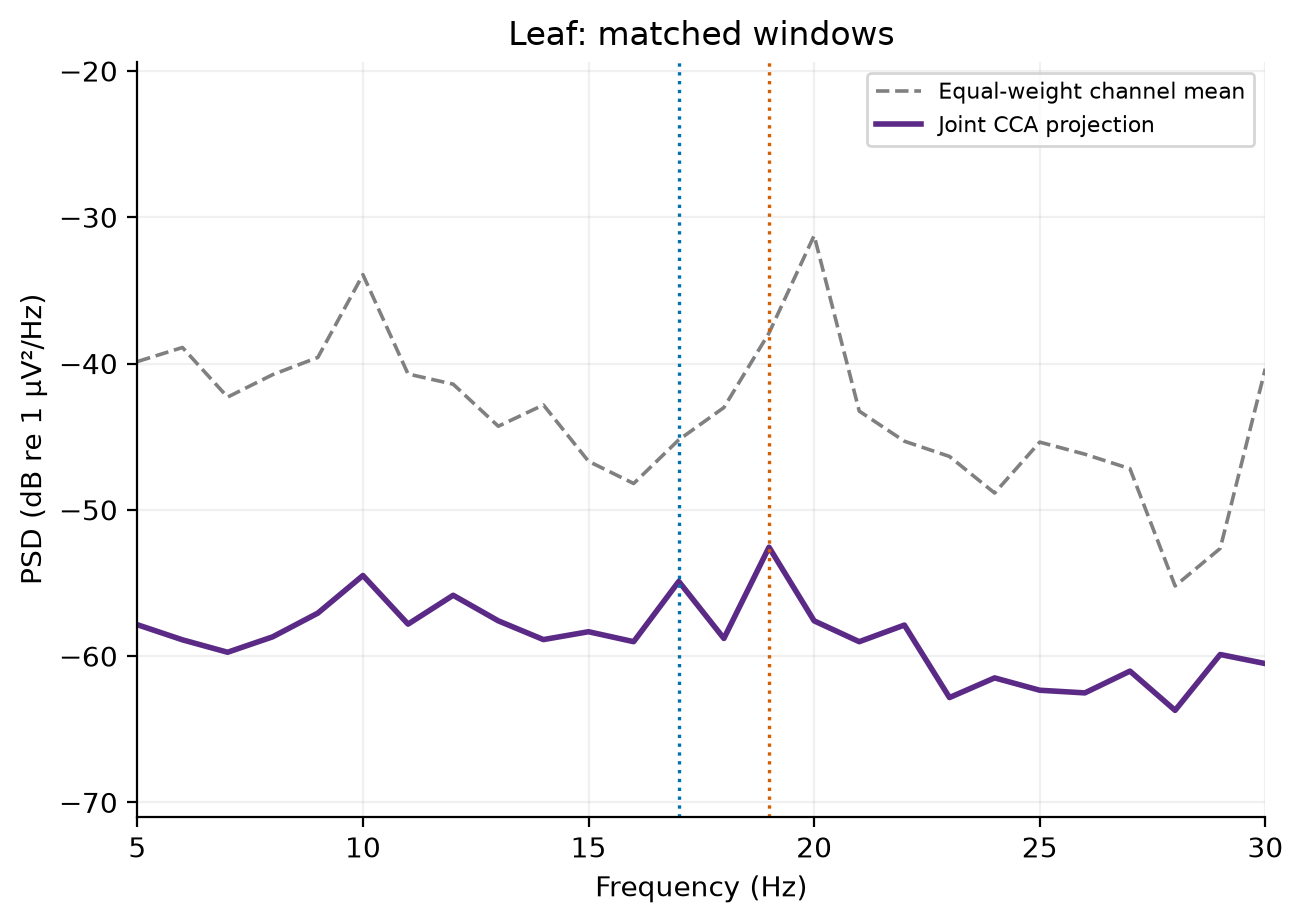 Leaf: matched windows
Equal-weight channel mean
Joint CCA projection
PSD (dB re 1 µV²/Hz)
−20
−30
−40
−50
−60
−70
5 10 15 20 25 30
Frequency (Hz)